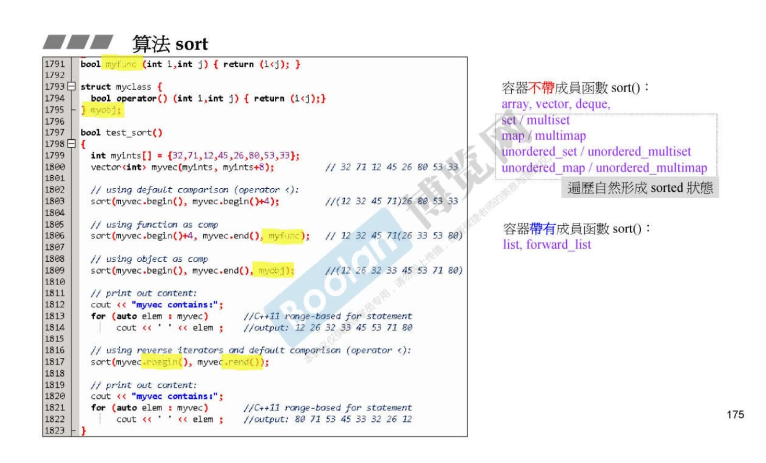 算法 sort
1791 bool myfunc (int i,int j) { return (i<j); }
1792
1793 struct myclass {
1794 bool operator() (int i,int j) { return (i<j);}
1795 } myobj;
1796
1797 bool test_sort()
1798 {
1799 int myints[] = {32,71,12,45,26,80,53,33};
1800 vector<int> myvec(myints, myints+8); // 32 71 12 45 26 80 53 33
1801
1802 // using default comparison (operator <):
1803 sort(myvec.begin(), myvec.begin()+4); //(12 32 45 71)26 80 53 33
1804
1805 // using function as comp
1806 sort(myvec.begin()+4, myvec.end(), myfunc); // 12 32 45 71(26 33 53 80)
1807
1808 // using object as comp
1809 sort(myvec.begin(), myvec.end(), myobj); //(12 26 32 33 45 53 71 80)
1810
1811 // print out content:
1812 cout << "myvec contains:";
1813 for (auto elem : myvec) //C++11 range-based for statement
1814 cout << ' ' << elem ; //output: 12 26 32 33 45 53 71 80
1815
1816 // using reverse iterators and default comparison (operator <):
1817 sort(myvec.rbegin(), myvec.rend());
1818
1819 // print out content:
1820 cout << "myvec contains:";
1821 for (auto elem : myvec) //C++11 range-based for statement
1822 cout << ' ' << elem ; //output: 80 71 53 45 33 32 26 12
1823 }
容器不帶成員函數 sort()：
array, vector, deque,
set / multiset
map / multimap
unordered_set / unordered_multiset
unordered_map / unordered_multimap
遍歷自然形成 sorted 狀態
容器帶有成員函數 sort()：
list, forward_list
Boolan 博览网
175